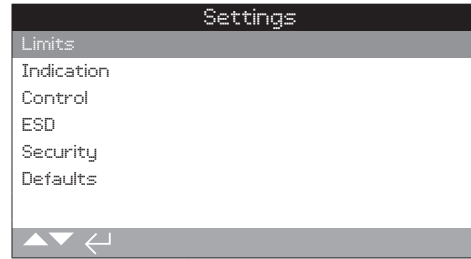 Settings
Limits
Indication
Control
ESD
Security
Defaults